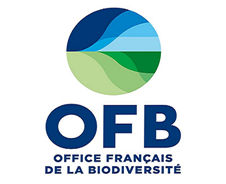 OFB
OFFICE FRANÇAIS
DE LA BIODIVERSITÉ